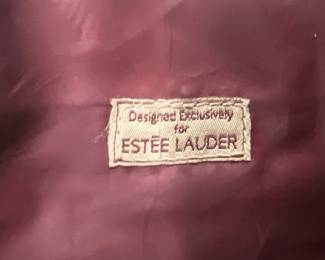 Designed Exclusively
for
ESTĒE LAUDER